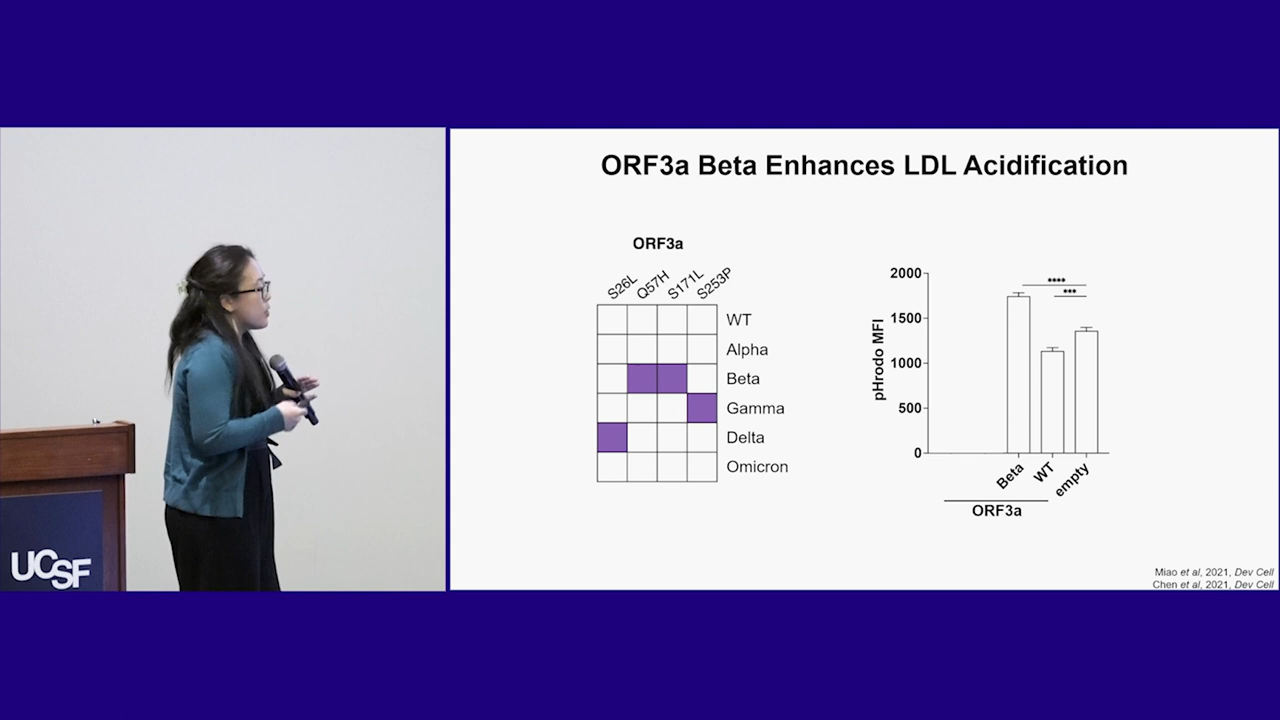 UCSF
ORF3a Beta Enhances LDL Acidification
ORF3a
S26L Q57H S171L S253P
WT
Alpha
Beta
Gamma
Delta
Omicron
pHrodo MFI
2000
1500
1000
500
0
****
***
Beta WT empty
ORF3a
Miao et al, 2021, Dev Cell
Chen et al, 2021, Dev Cell